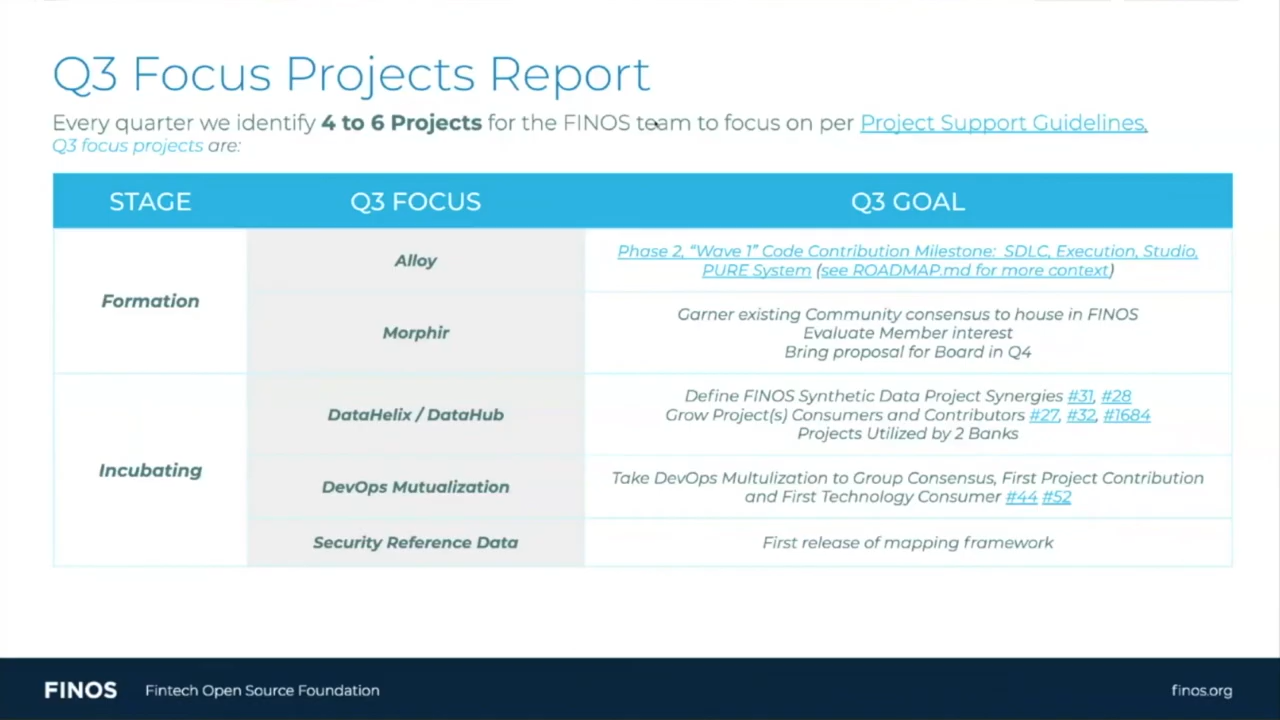 Q3 Focus Projects Report
Every quarter we identify 4 to 6 Projects for the FINOS team to focus on per Project Support Guidelines.
Q3 focus projects are:
STAGE Q3 FOCUS Q3 GOAL
Formation
Alloy
Phase 2, “Wave 1” Code Contribution Milestone: SDLC, Execution, Studio,
PURE System (see ROADMAP.md for more context)
Morphir
Garner existing Community consensus to house in FINOS
Evaluate Member interest
Bring proposal for Board in Q4
Incubating
DataHelix / DataHub
Define FINOS Synthetic Data Project Synergies #31, #28
Grow Project(s) Consumers and Contributors #27, #32, #1684
Projects Utilized by 2 Banks
DevOps Mutualization
Take DevOps Multulization to Group Consensus, First Project Contribution
and First Technology Consumer #44 #52
Security Reference Data
First release of mapping framework
FINOS Fintech Open Source Foundation finos.org